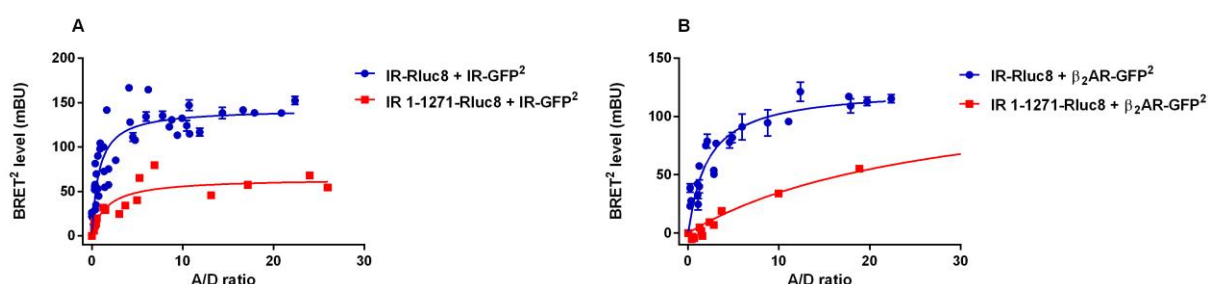 A
BRET² level (mBU)
200
150
100
50
0
0 10 20 30
A/D ratio
IR-Rluc8 + IR-GFP²
IR 1-1271-Rluc8 + IR-GFP²
B
BRET² level (mBU)
150
100
50
0
0 10 20 30
A/D ratio
IR-Rluc8 + β₂AR-GFP²
IR 1-1271-Rluc8 + β₂AR-GFP²